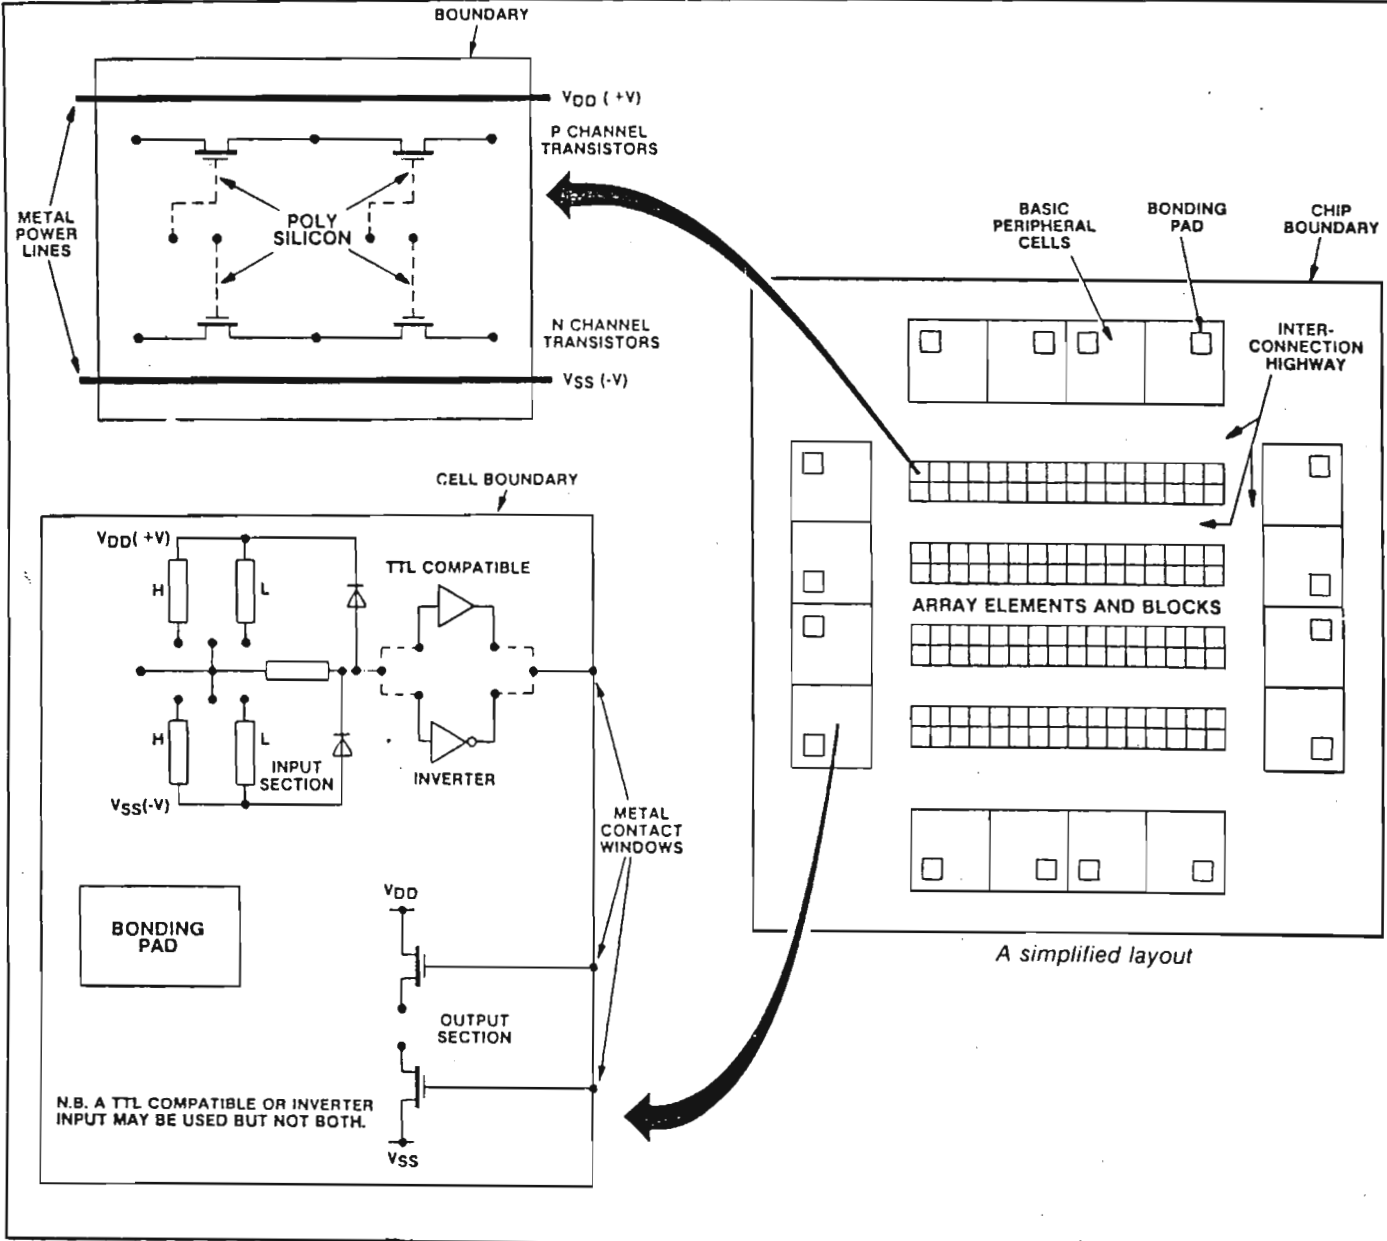 BOUNDARY
VDD (+V)
P CHANNEL
TRANSISTORS
METAL
POWER
LINES
POLY
SILICON
N CHANNEL
TRANSISTORS
VSS (-V)
CELL BOUNDARY
VDD(+V)
H
L
TTL COMPATIBLE
H
L
INPUT
SECTION
INVERTER
VSS(-V)
METAL
CONTACT
WINDOWS
BONDING
PAD
VDD
OUTPUT
SECTION
N.B. A TTL COMPATIBLE OR INVERTER
INPUT MAY BE USED BUT NOT BOTH.
VSS
BASIC
PERIPHERAL
CELLS
BONDING
PAD
CHIP
BOUNDARY
INTER-
CONNECTION
HIGHWAY
ARRAY ELEMENTS AND BLOCKS
A simplified layout